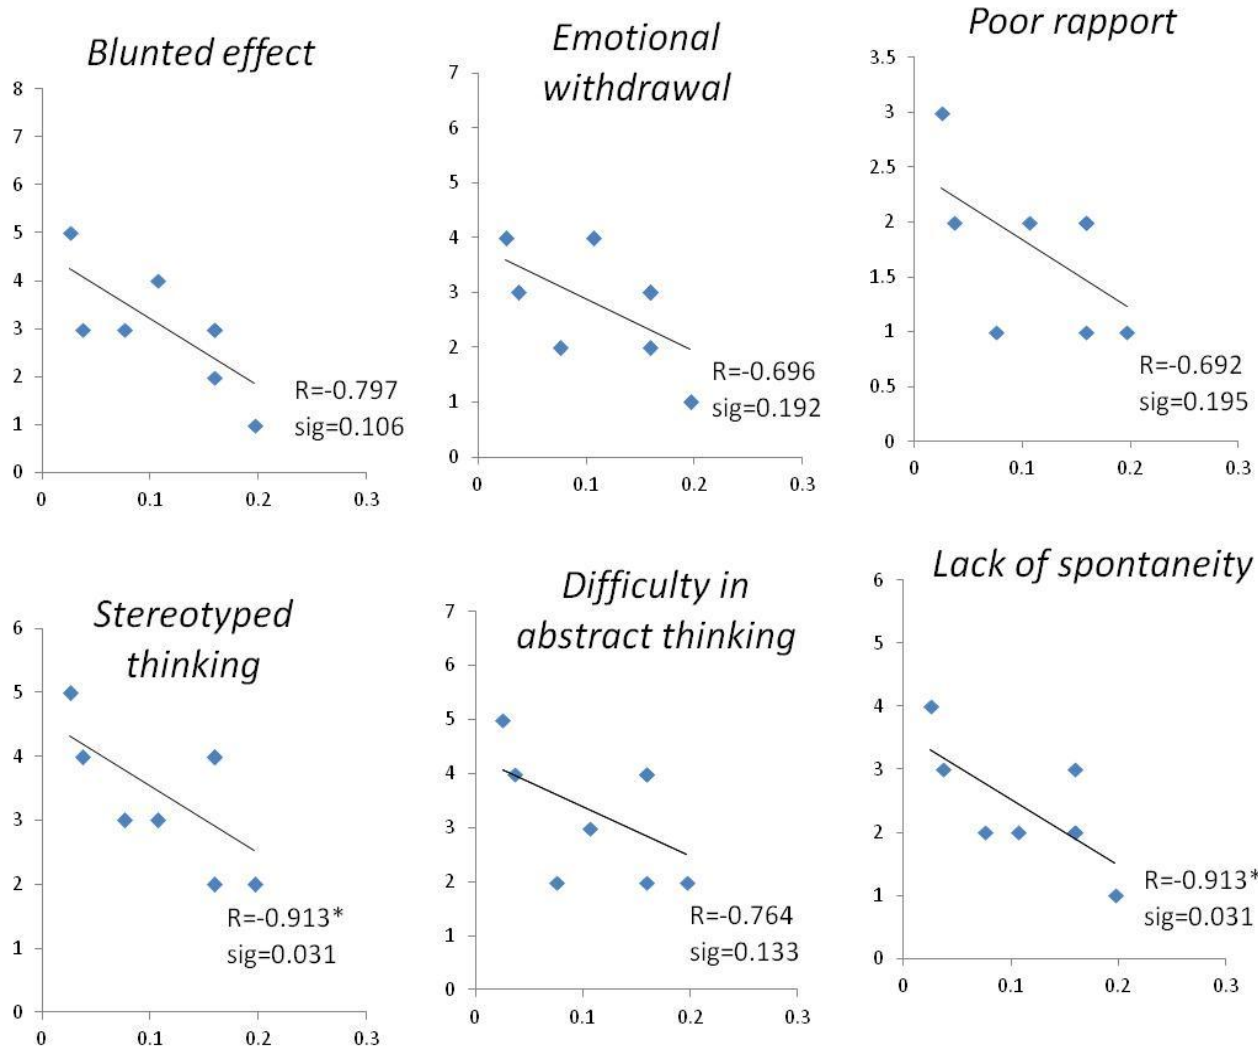 Blunted effect
8
7
6
5
4
3
2
1
0
0 0.1 0.2 0.3
R=-0.797
sig=0.106
Emotional
withdrawal
7
6
5
4
3
2
1
0
0 0.1 0.2 0.3
R=-0.696
sig=0.192
Poor rapport
3.5
3
2.5
2
1.5
1
0.5
0
0 0.1 0.2 0.3
R=-0.692
sig=0.195
Stereotyped
thinking
6
5
4
3
2
1
0
0 0.1 0.2 0.3
R=-0.913*
sig=0.031
Difficulty in
abstract thinking
7
6
5
4
3
2
1
0
0 0.1 0.2 0.3
R=-0.764
sig=0.133
Lack of spontaneity
6
5
4
3
2
1
0
0 0.1 0.2 0.3
R=-0.913*
sig=0.031